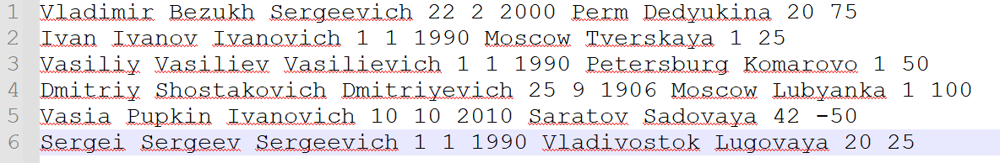 1 Vladimir Bezukh Sergeevich 22 2 2000 Perm Dedyukina 20 75
2 Ivan Ivanov Ivanovich 1 1 1990 Moscow Tverskaya 1 25
3 Vasiliy Vasiliev Vasilievich 1 1 1990 Petersburg Komarovo 1 50
4 Dmitriy Shostakovich Dmitriyevich 25 9 1906 Moscow Lubyanka 1 100
5 Vasia Pupkin Ivanovich 10 10 2010 Saratov Sadovaya 42 -50
6 Sergei Sergeev Sergeevich 1 1 1990 Vladivostok Lugovaya 20 25